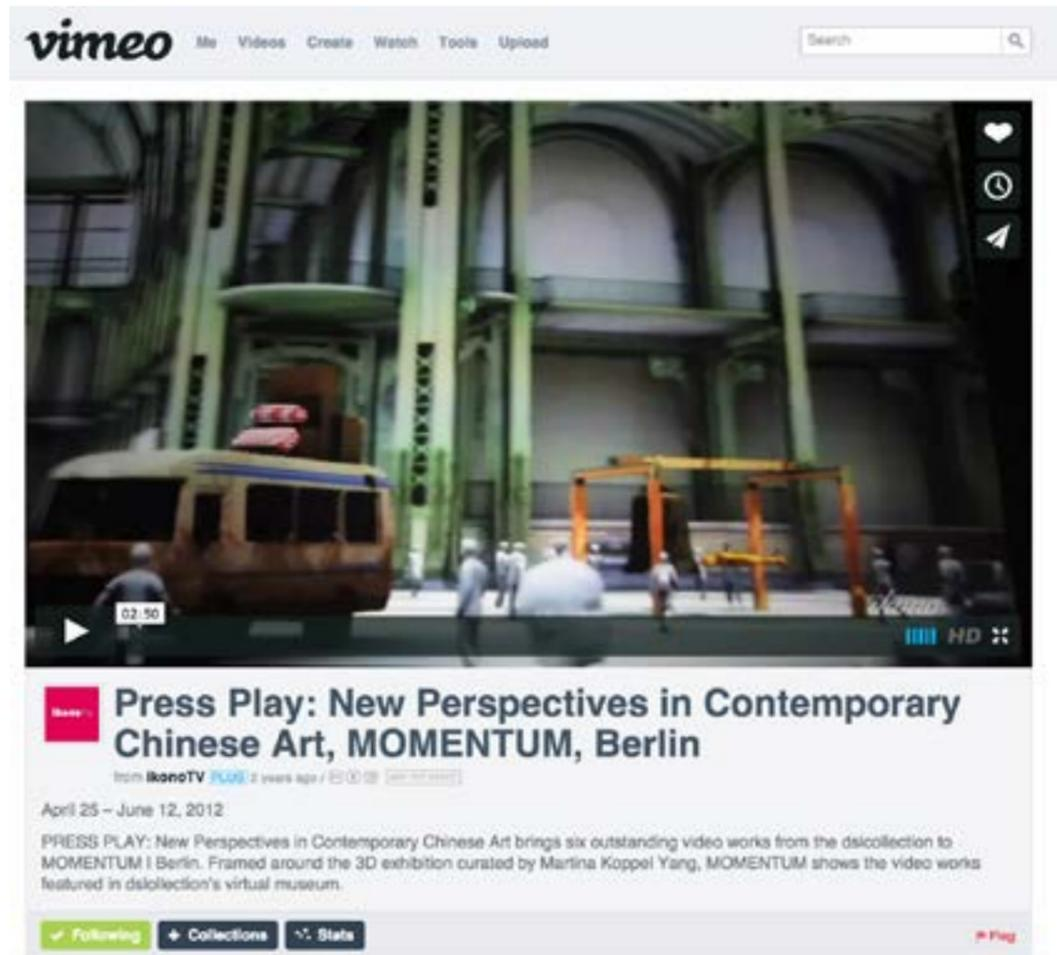 vimeo Me Videos Create Watch Tools Upload Search
02:50
HD
Press Play: New Perspectives in Contemporary
Chinese Art, MOMENTUM, Berlin
from ikonoTV PLUS 2 years ago /
April 25 – June 12, 2012
PRESS PLAY: New Perspectives in Contemporary Chinese Art brings six outstanding video works from the dslcollection to
MOMENTUM | Berlin. Framed around the 3D exhibition curated by Martina Koppel Yang, MOMENTUM shows the video works
featured in dslollection's virtual museum.
Following + Collections Stats Flag